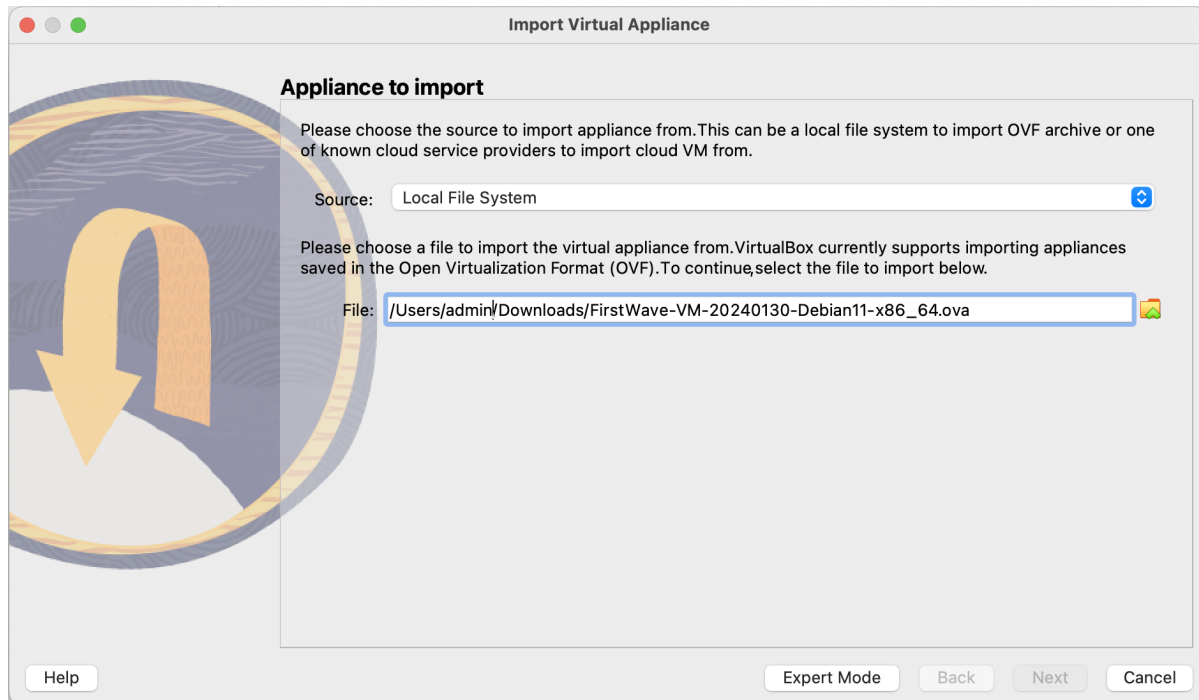 Import Virtual Appliance
Appliance to import
Please choose the source to import appliance from.This can be a local file system to import OVF archive or one
of known cloud service providers to import cloud VM from.
Source: Local File System
Please choose a file to import the virtual appliance from.VirtualBox currently supports importing appliances
saved in the Open Virtualization Format (OVF).To continue,select the file to import below.
File: /Users/admin/Downloads/FirstWave-VM-20240130-Debian11-x86_64.ova
Help Expert Mode Back Next Cancel